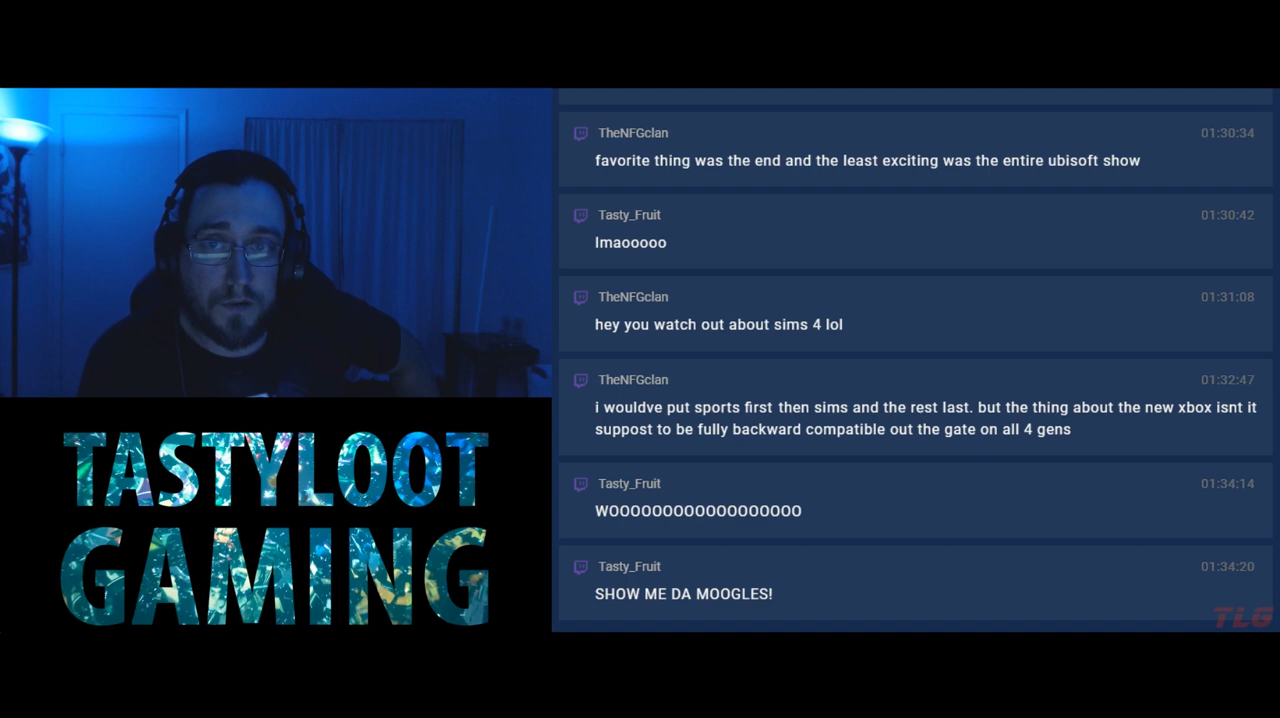 TheNFGclan 01:30:34
favorite thing was the end and the least exciting was the entire ubisoft show
Tasty_Fruit 01:30:42
lmaooooo
TheNFGclan 01:31:08
hey you watch out about sims 4 lol
TheNFGclan 01:32:47
i wouldve put sports first then sims and the rest last. but the thing about the new xbox isnt it
suppost to be fully backward compatible out the gate on all 4 gens
Tasty_Fruit 01:34:14
WOOOOOOOOOOOOOOOOOO
Tasty_Fruit 01:34:20
SHOW ME DA MOOGLES!
TLG
TASTYLOOT
GAMING